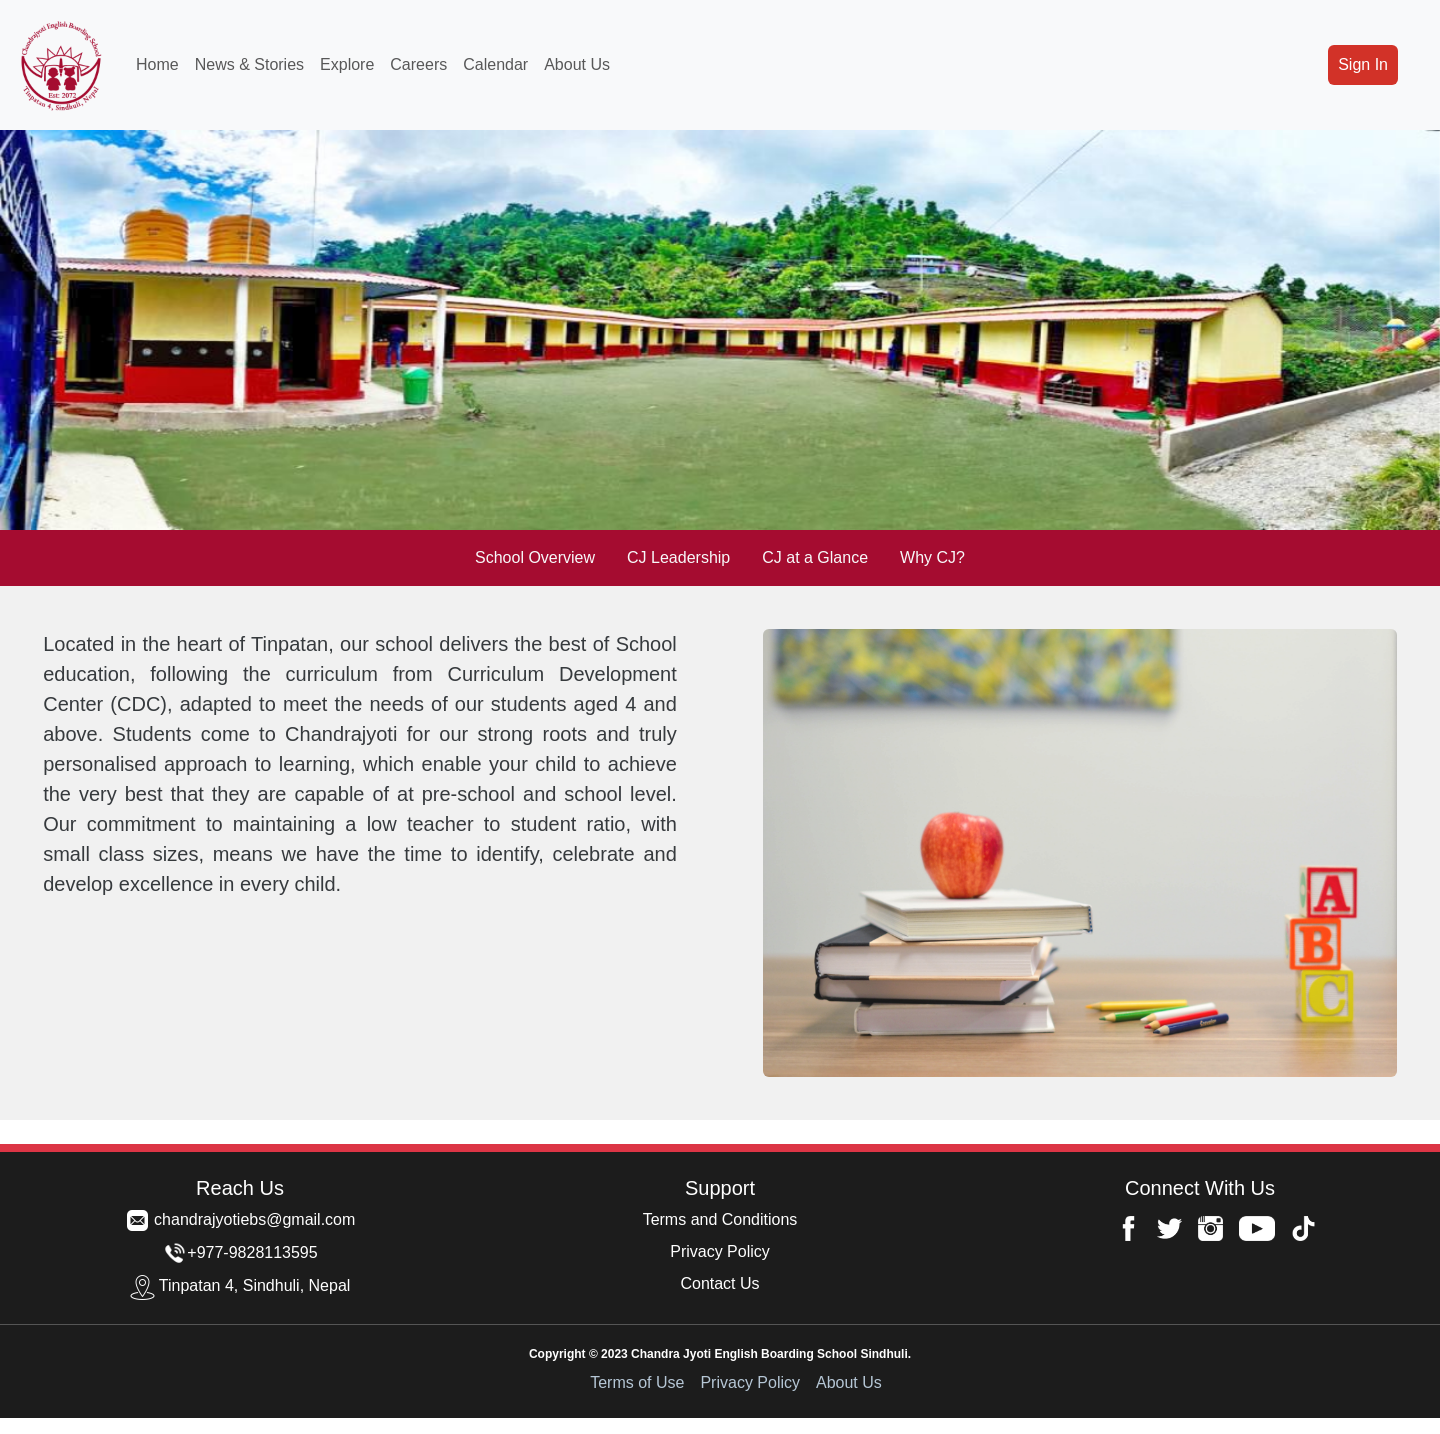 Chandrajyoti English Boarding School
Est: 2072
Tinpatan 4, Sindhuli, Nepal
Home News & Stories Explore Careers Calendar About Us
Sign In
School Overview CJ Leadership CJ at a Glance Why CJ?
Located in the heart of Tinpatan, our school delivers the best of School
education, following the curriculum from Curriculum Development
Center (CDC), adapted to meet the needs of our students aged 4 and
above. Students come to Chandrajyoti for our strong roots and truly
personalised approach to learning, which enable your child to achieve
the very best that they are capable of at pre-school and school level.
Our commitment to maintaining a low teacher to student ratio, with
small class sizes, means we have the time to identify, celebrate and
develop excellence in every child.
A
B
C
Reach Us
chandrajyotiebs@gmail.com
+977-9828113595
Tinpatan 4, Sindhuli, Nepal
Support
Terms and Conditions
Privacy Policy
Contact Us
Connect With Us
Copyright © 2023 Chandra Jyoti English Boarding School Sindhuli.
Terms of Use Privacy Policy About Us